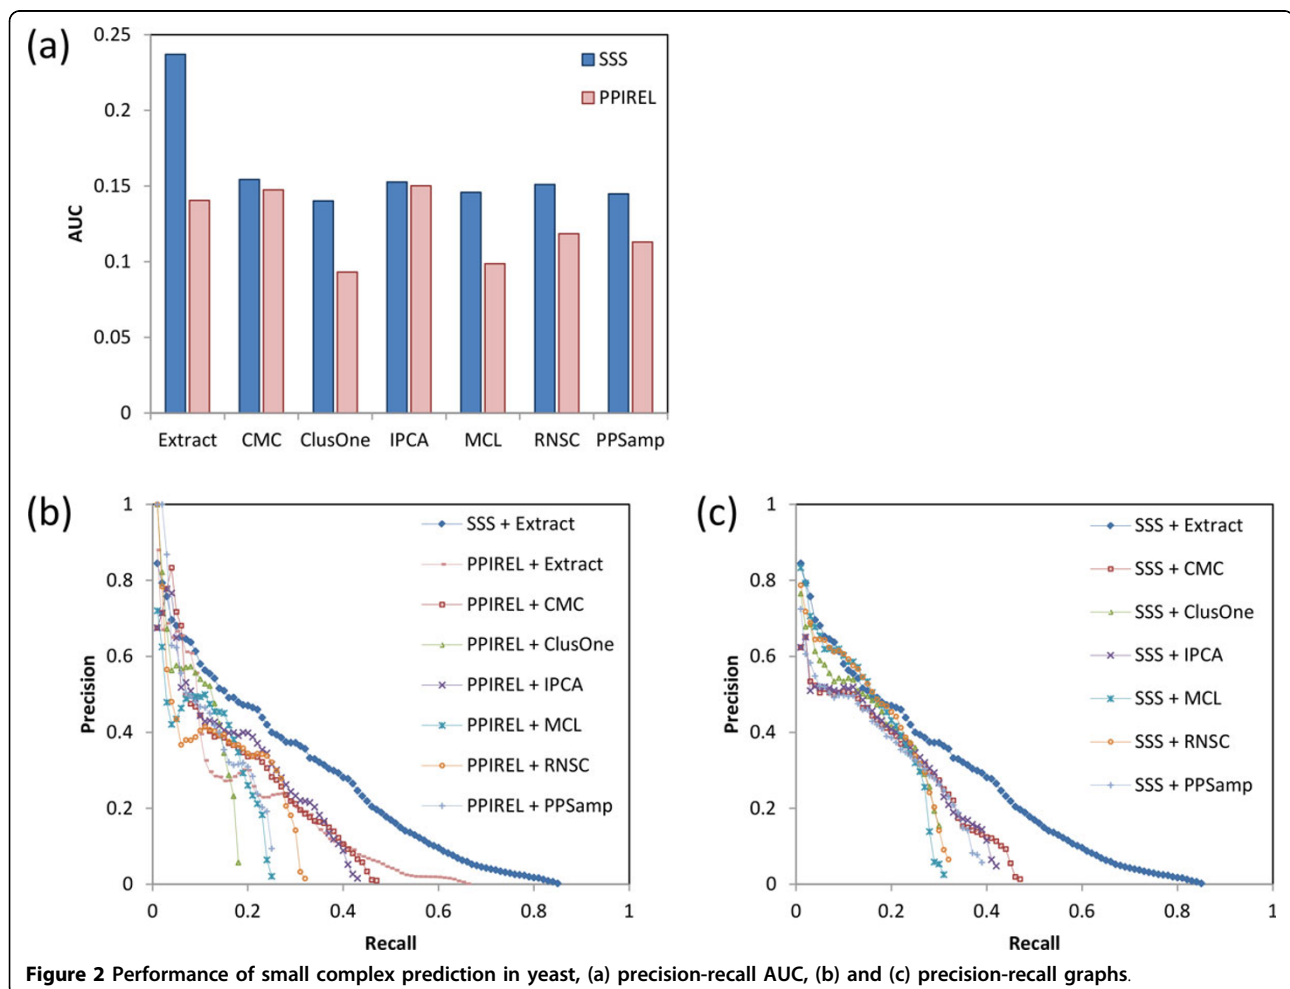 (a)
0.25
0.2
0.15
0.1
0.05
0
AUC
SSS
PPIREL
Extract CMC ClusOne IPCA MCL RNSC PPSamp
(b)
1
0.8
0.6
0.4
0.2
0
Precision
SSS + Extract
PPIREL + Extract
PPIREL + CMC
PPIREL + ClusOne
PPIREL + IPCA
PPIREL + MCL
PPIREL + RNSC
PPIREL + PPSamp
0 0.2 0.4 0.6 0.8 1
Recall
(c)
1
0.8
0.6
0.4
0.2
0
Precision
SSS + Extract
SSS + CMC
SSS + ClusOne
SSS + IPCA
SSS + MCL
SSS + RNSC
SSS + PPSamp
0 0.2 0.4 0.6 0.8 1
Recall
Figure 2 Performance of small complex prediction in yeast, (a) precision-recall AUC, (b) and (c) precision-recall graphs.